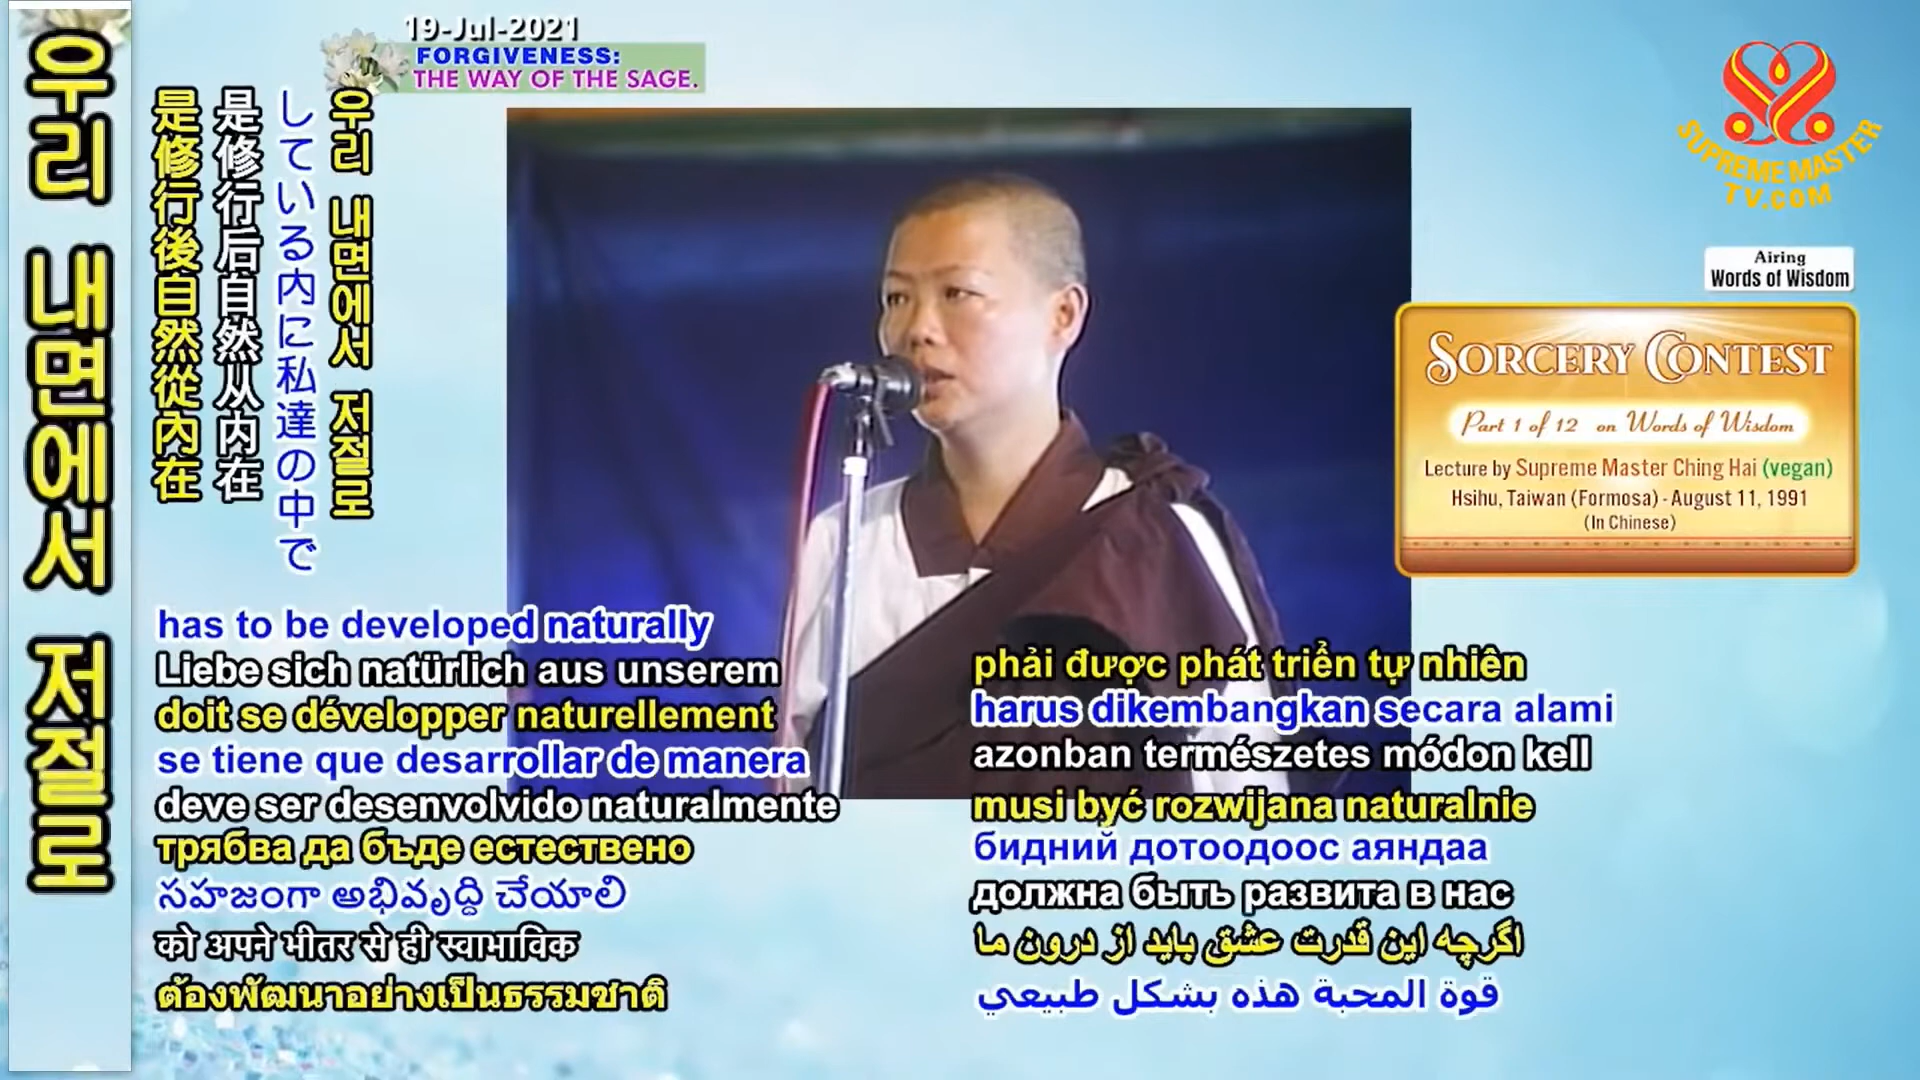 19-Jul-2021
FORGIVENESS:
THE WAY OF THE SAGE.
우리 내면에서 저절로
是修行後自然從內在
是修行后自然从内在
している内に私達の中で
우리 내면에서 저절로
SUPREME MASTER
TV.COM
Airing
Words of Wisdom
SORCERY CONTEST
Part 1 of 12 on Words of Wisdom
Lecture by Supreme Master Ching Hai (vegan)
Hsihu, Taiwan (Formosa) - August 11, 1991
(In Chinese)
has to be developed naturally
Liebe sich natürlich aus unserem
doit se développer naturellement
se tiene que desarrollar de manera
deve ser desenvolvido naturalmente
трябва да бъде естествено
సహజంగా అభివృద్ధి చేయాలి
को अपने भीतर से ही स्वाभाविक
ต้องพัฒนาอย่างเป็นธรรมชาติ
phải được phát triển tự nhiên
harus dikembangkan secara alami
azonban természetes módon kell
musi być rozwijana naturalnie
бидний дотоодоос аяндаа
должна быть развита в нас
اگرچه این قدرت عشق باید از درون ما
قوة المحبة هذه بشكل طبيعي